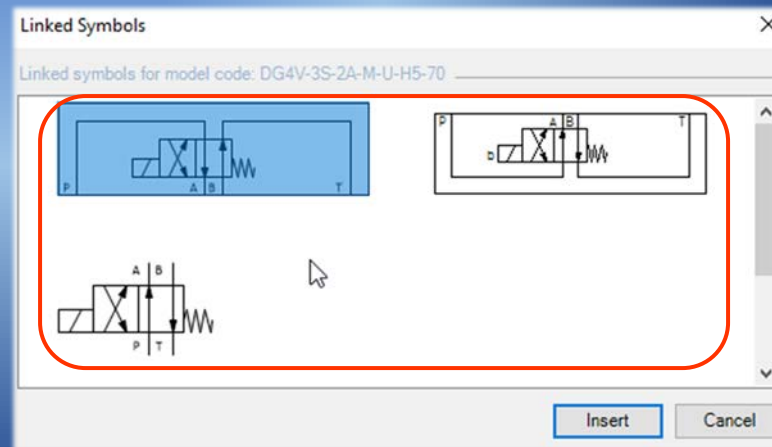 Linked Symbols
Linked symbols for model code: DG4V-3S-2A-M-U-H5-70
P A B T
P A B T
b
A B
P T
Insert Cancel